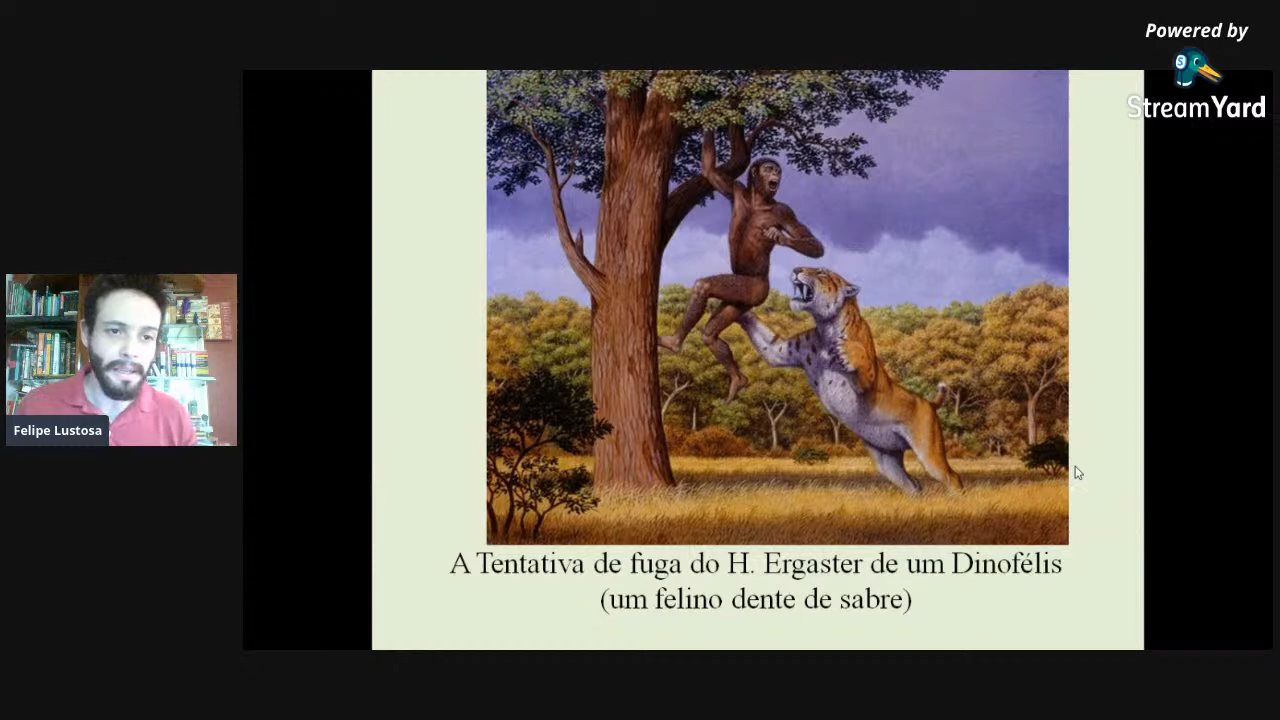 Powered by
StreamYard
Felipe Lustosa
A Tentativa de fuga do H. Ergaster de um Dinofélis
(um felino dente de sabre)